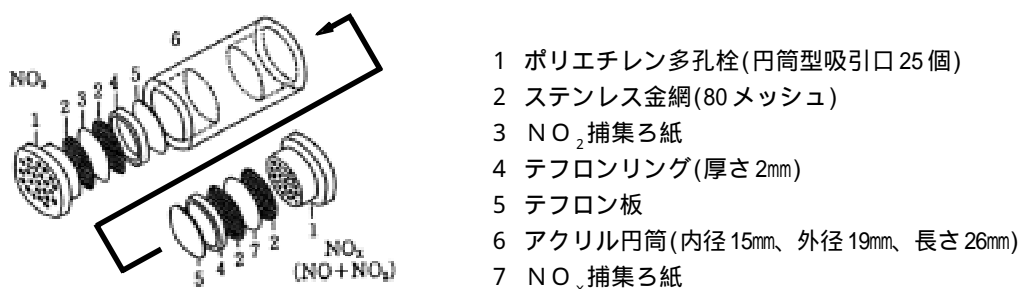 6
NO₂
1 2 3 2 4 5
5 4 2 7 2 1
NOx
(NO+NO₂)
1 ポリエチレン多孔栓(円筒型吸引口25個)
2 ステンレス金網(80メッシュ)
3 NO₂捕集ろ紙
4 テフロンリング(厚さ2㎜)
5 テフロン板
6 アクリル円筒(内径15㎜、外径19㎜、長さ26㎜)
7 NOx捕集ろ紙